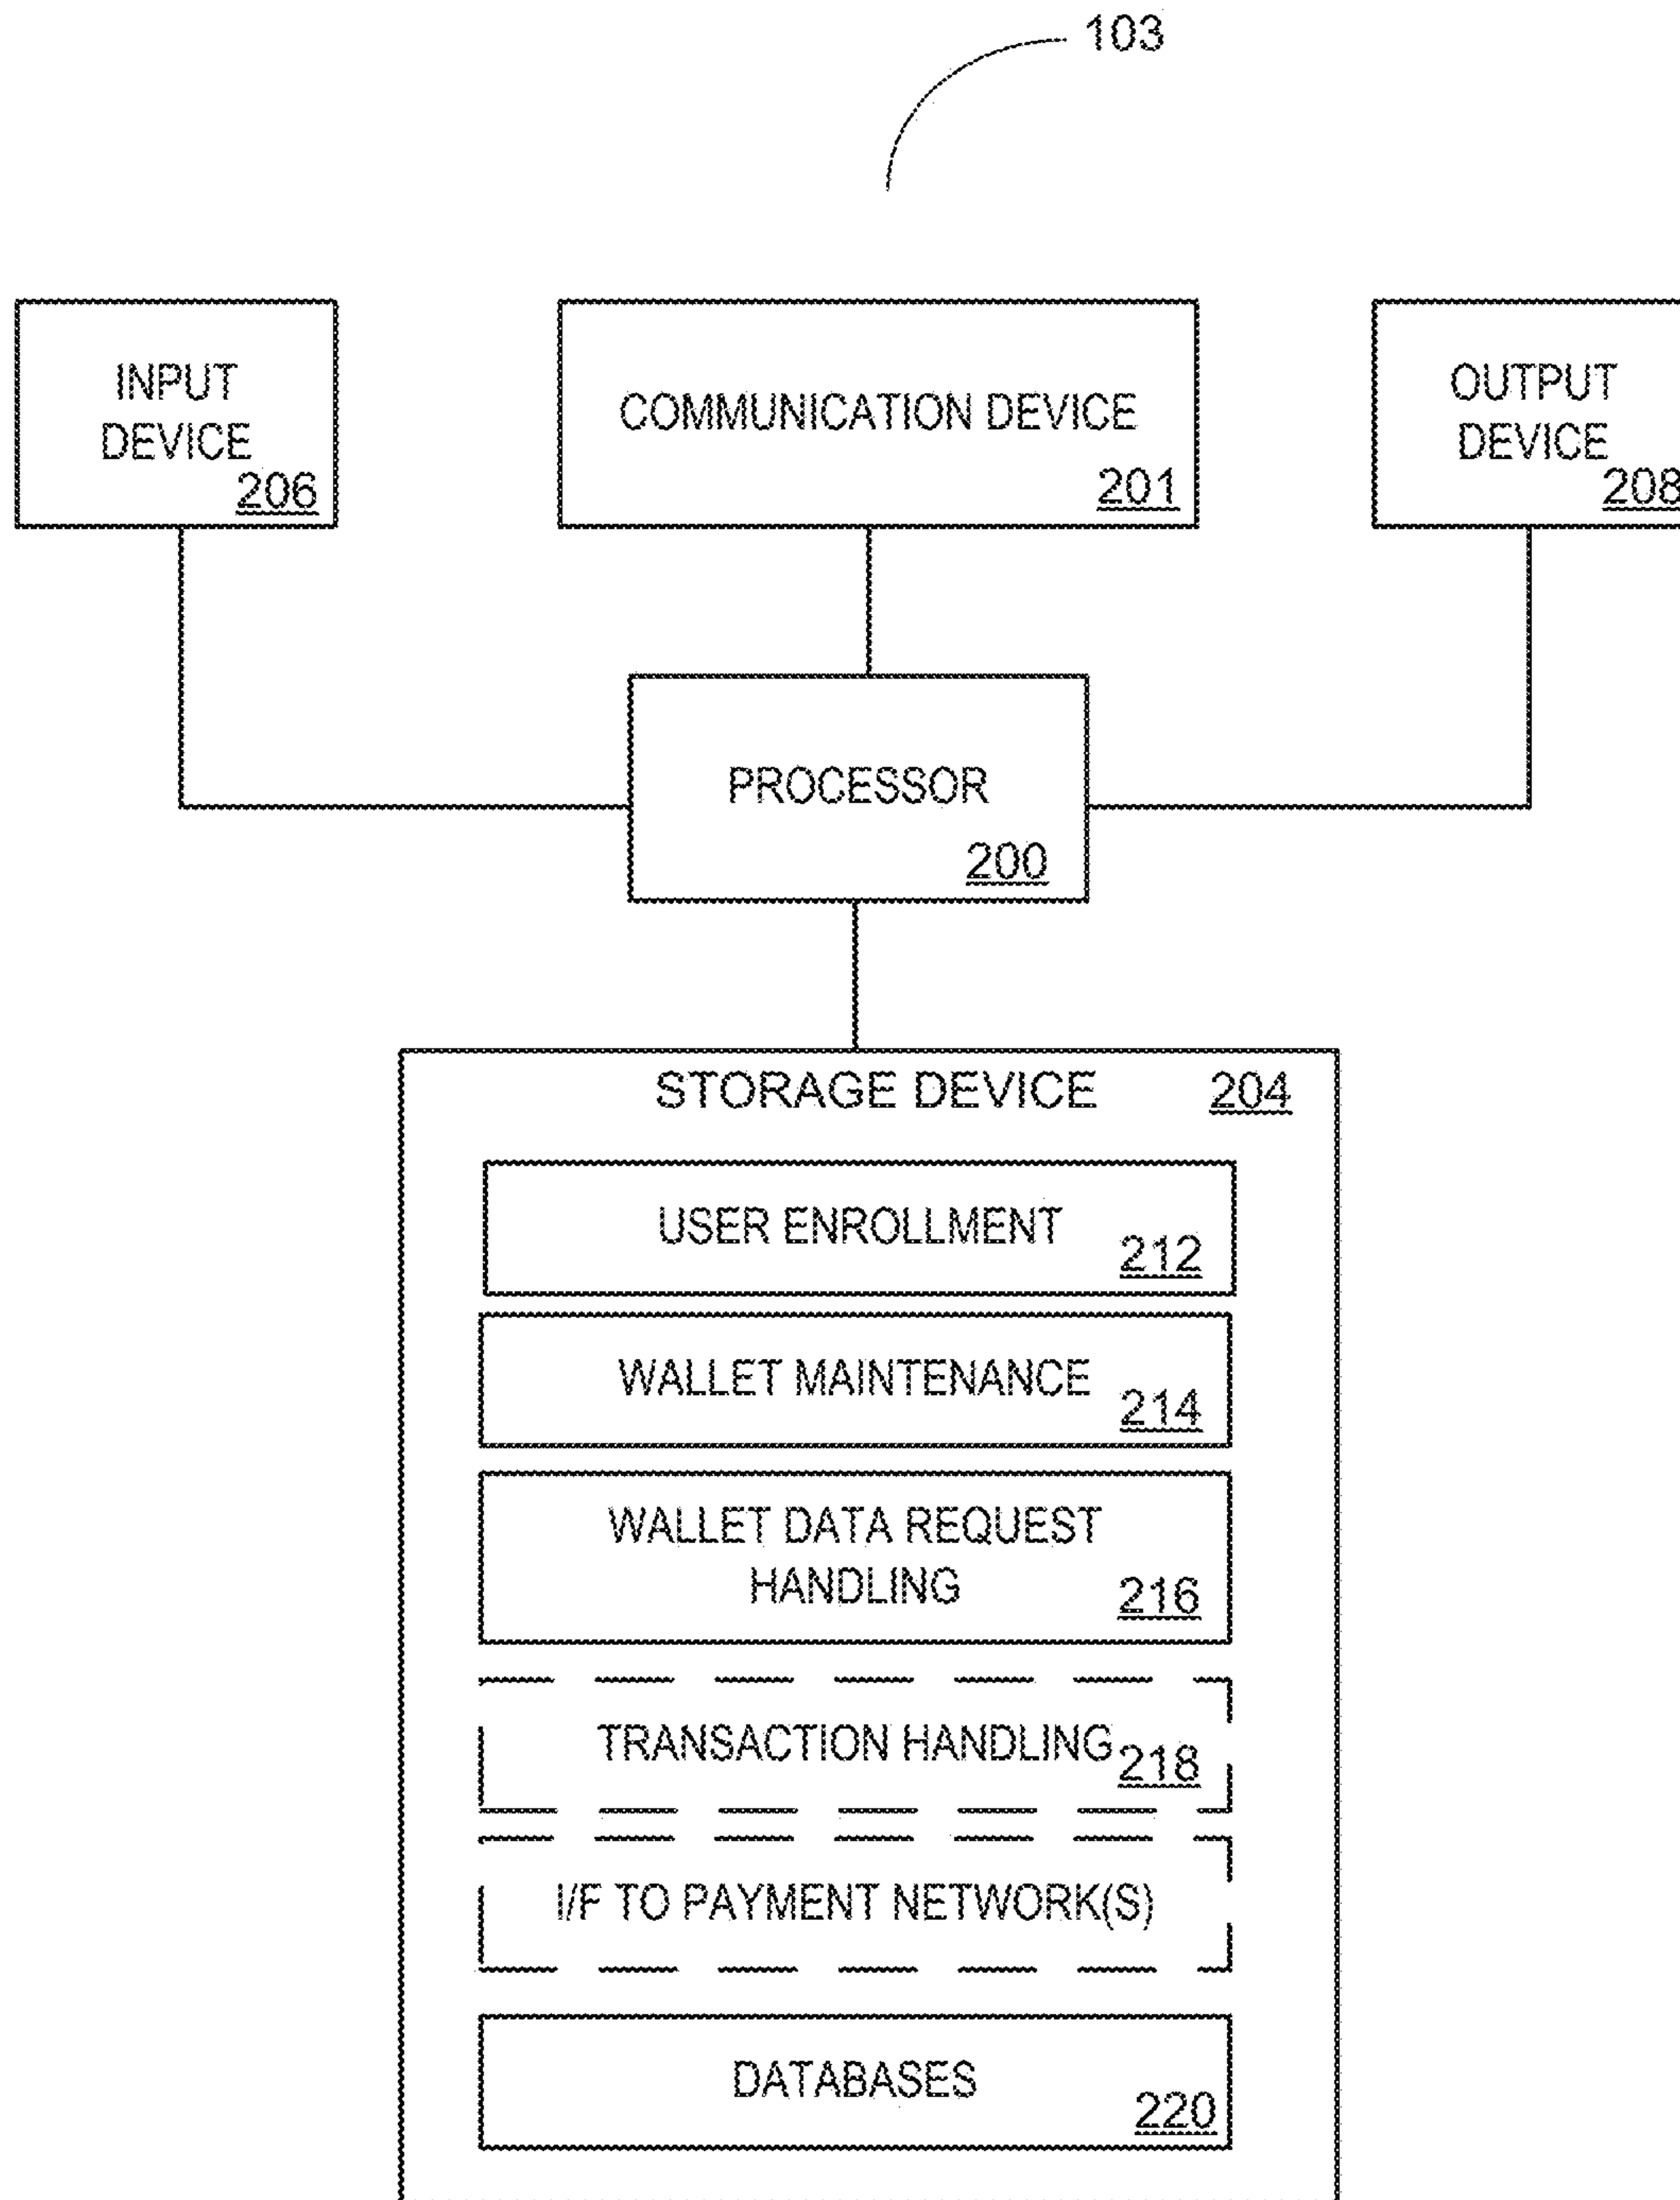 103
INPUT
DEVICE
206
COMMUNICATION DEVICE
201
OUTPUT
DEVICE
208
PROCESSOR
200
STORAGE DEVICE 204
USER ENROLLMENT
212
WALLET MAINTENANCE
214
WALLET DATA REQUEST
HANDLING
216
TRANSACTION HANDLING
218
I/F TO PAYMENT NETWORK(S)
DATABASES
220